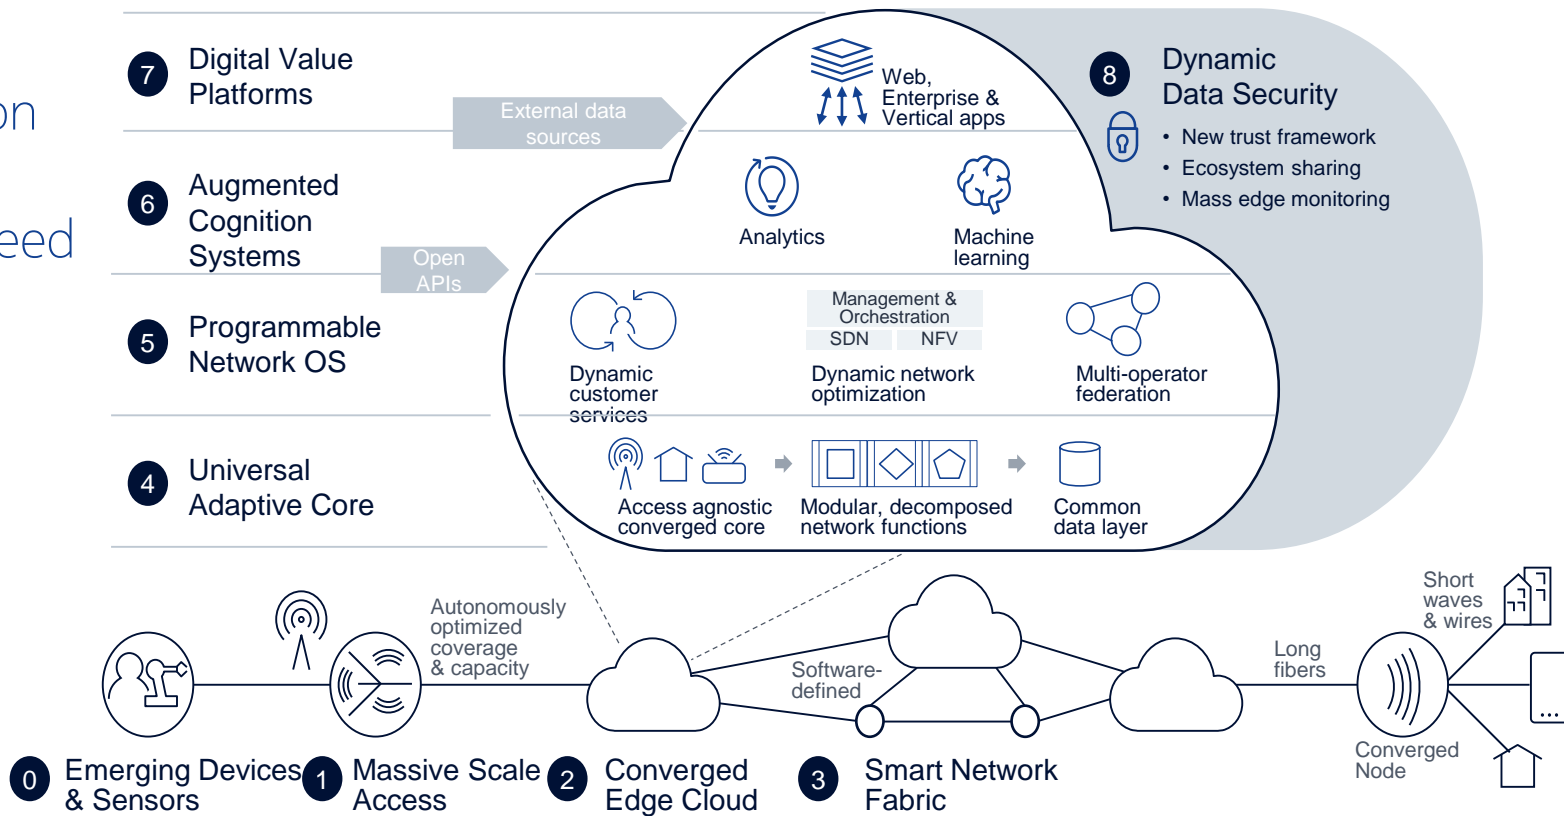 on
eed
7
Digital Value
Platforms
External data
sources
Web,
Enterprise &
Vertical apps
8
Dynamic
Data Security
• New trust framework
• Ecosystem sharing
• Mass edge monitoring
6
Augmented
Cognition
Systems
Open
APIs
Analytics
Machine
learning
5
Programmable
Network OS
Dynamic
customer
services
Management &
Orchestration
SDN NFV
Dynamic network
optimization
Multi-operator
federation
4
Universal
Adaptive Core
Access agnostic
converged core
Modular, decomposed
network functions
Common
data layer
Autonomously
optimized
coverage
& capacity
Software-
defined
Long
fibers
Short
waves
& wires
Converged
Node
0
Emerging Devices
& Sensors
1
Massive Scale
Access
2
Converged
Edge Cloud
3
Smart Network
Fabric